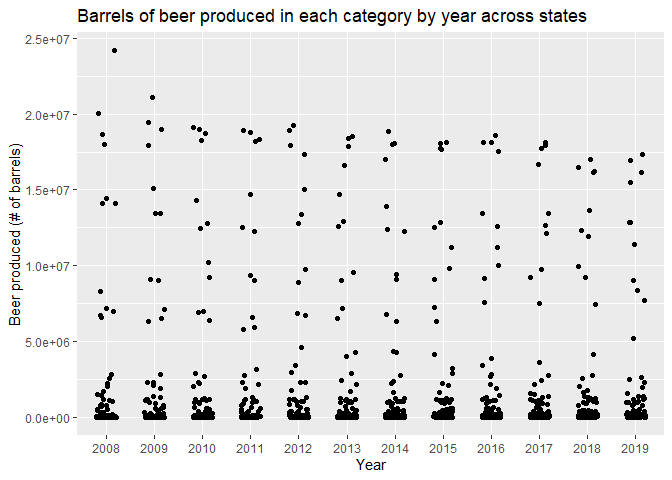 Barrels of beer produced in each category by year across states
2.5e+07
2.0e+07
1.5e+07
1.0e+07
5.0e+06
0.0e+00
Beer produced (# of barrels)
2008 2009 2010 2011 2012 2013 2014 2015 2016 2017 2018 2019
Year